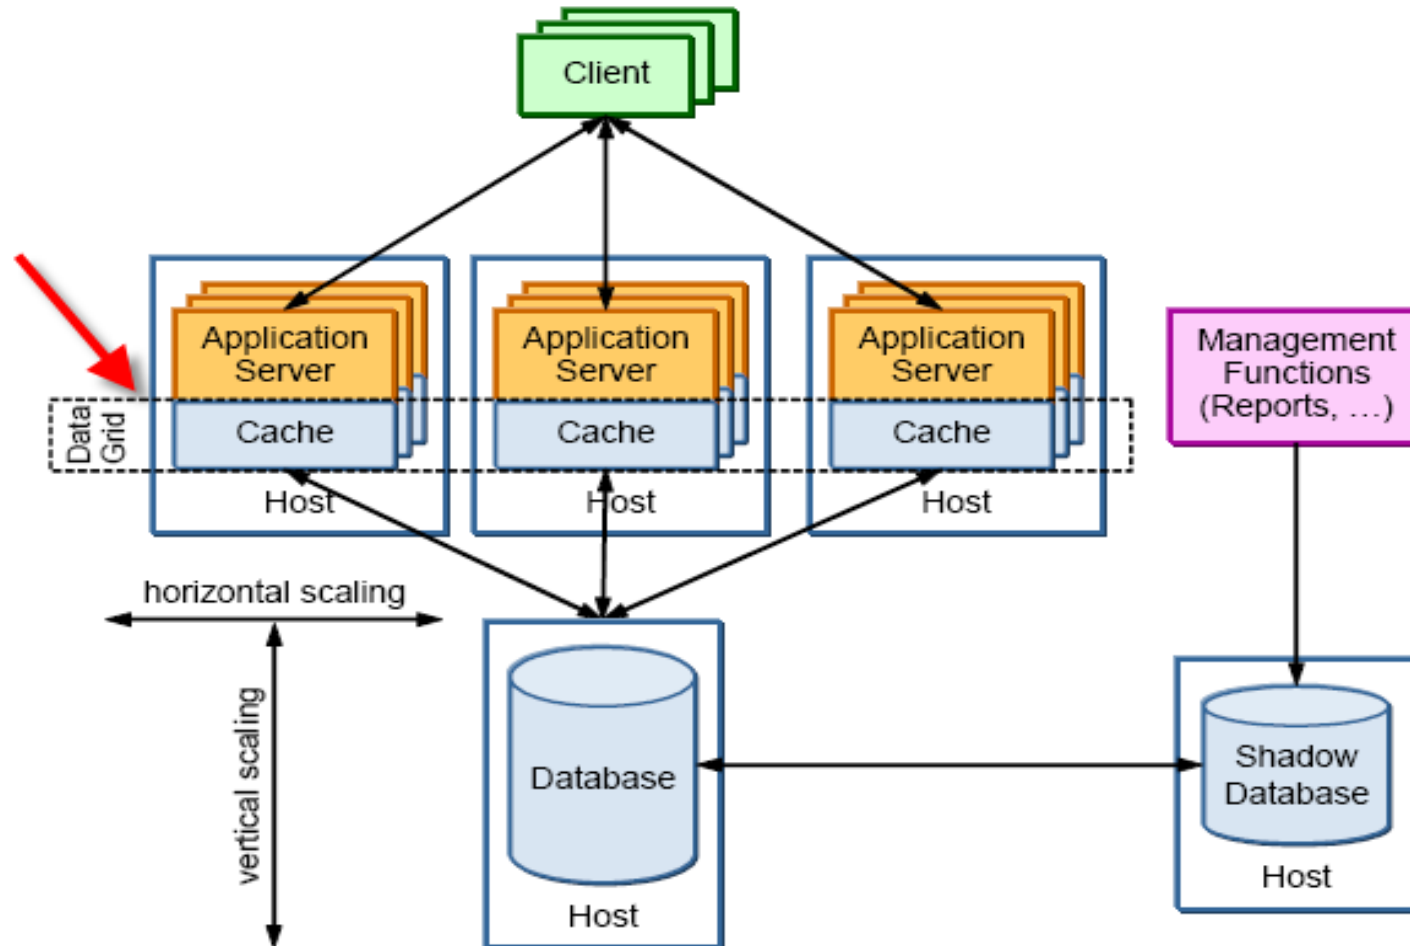 Client
Application
Server
Application
Server
Application
Server
Management
Functions
(Reports, ...)
Data
Grid
Cache
Cache
Cache
Host
Host
Host
horizontal scaling
vertical scaling
Database
Host
Shadow
Database
Host